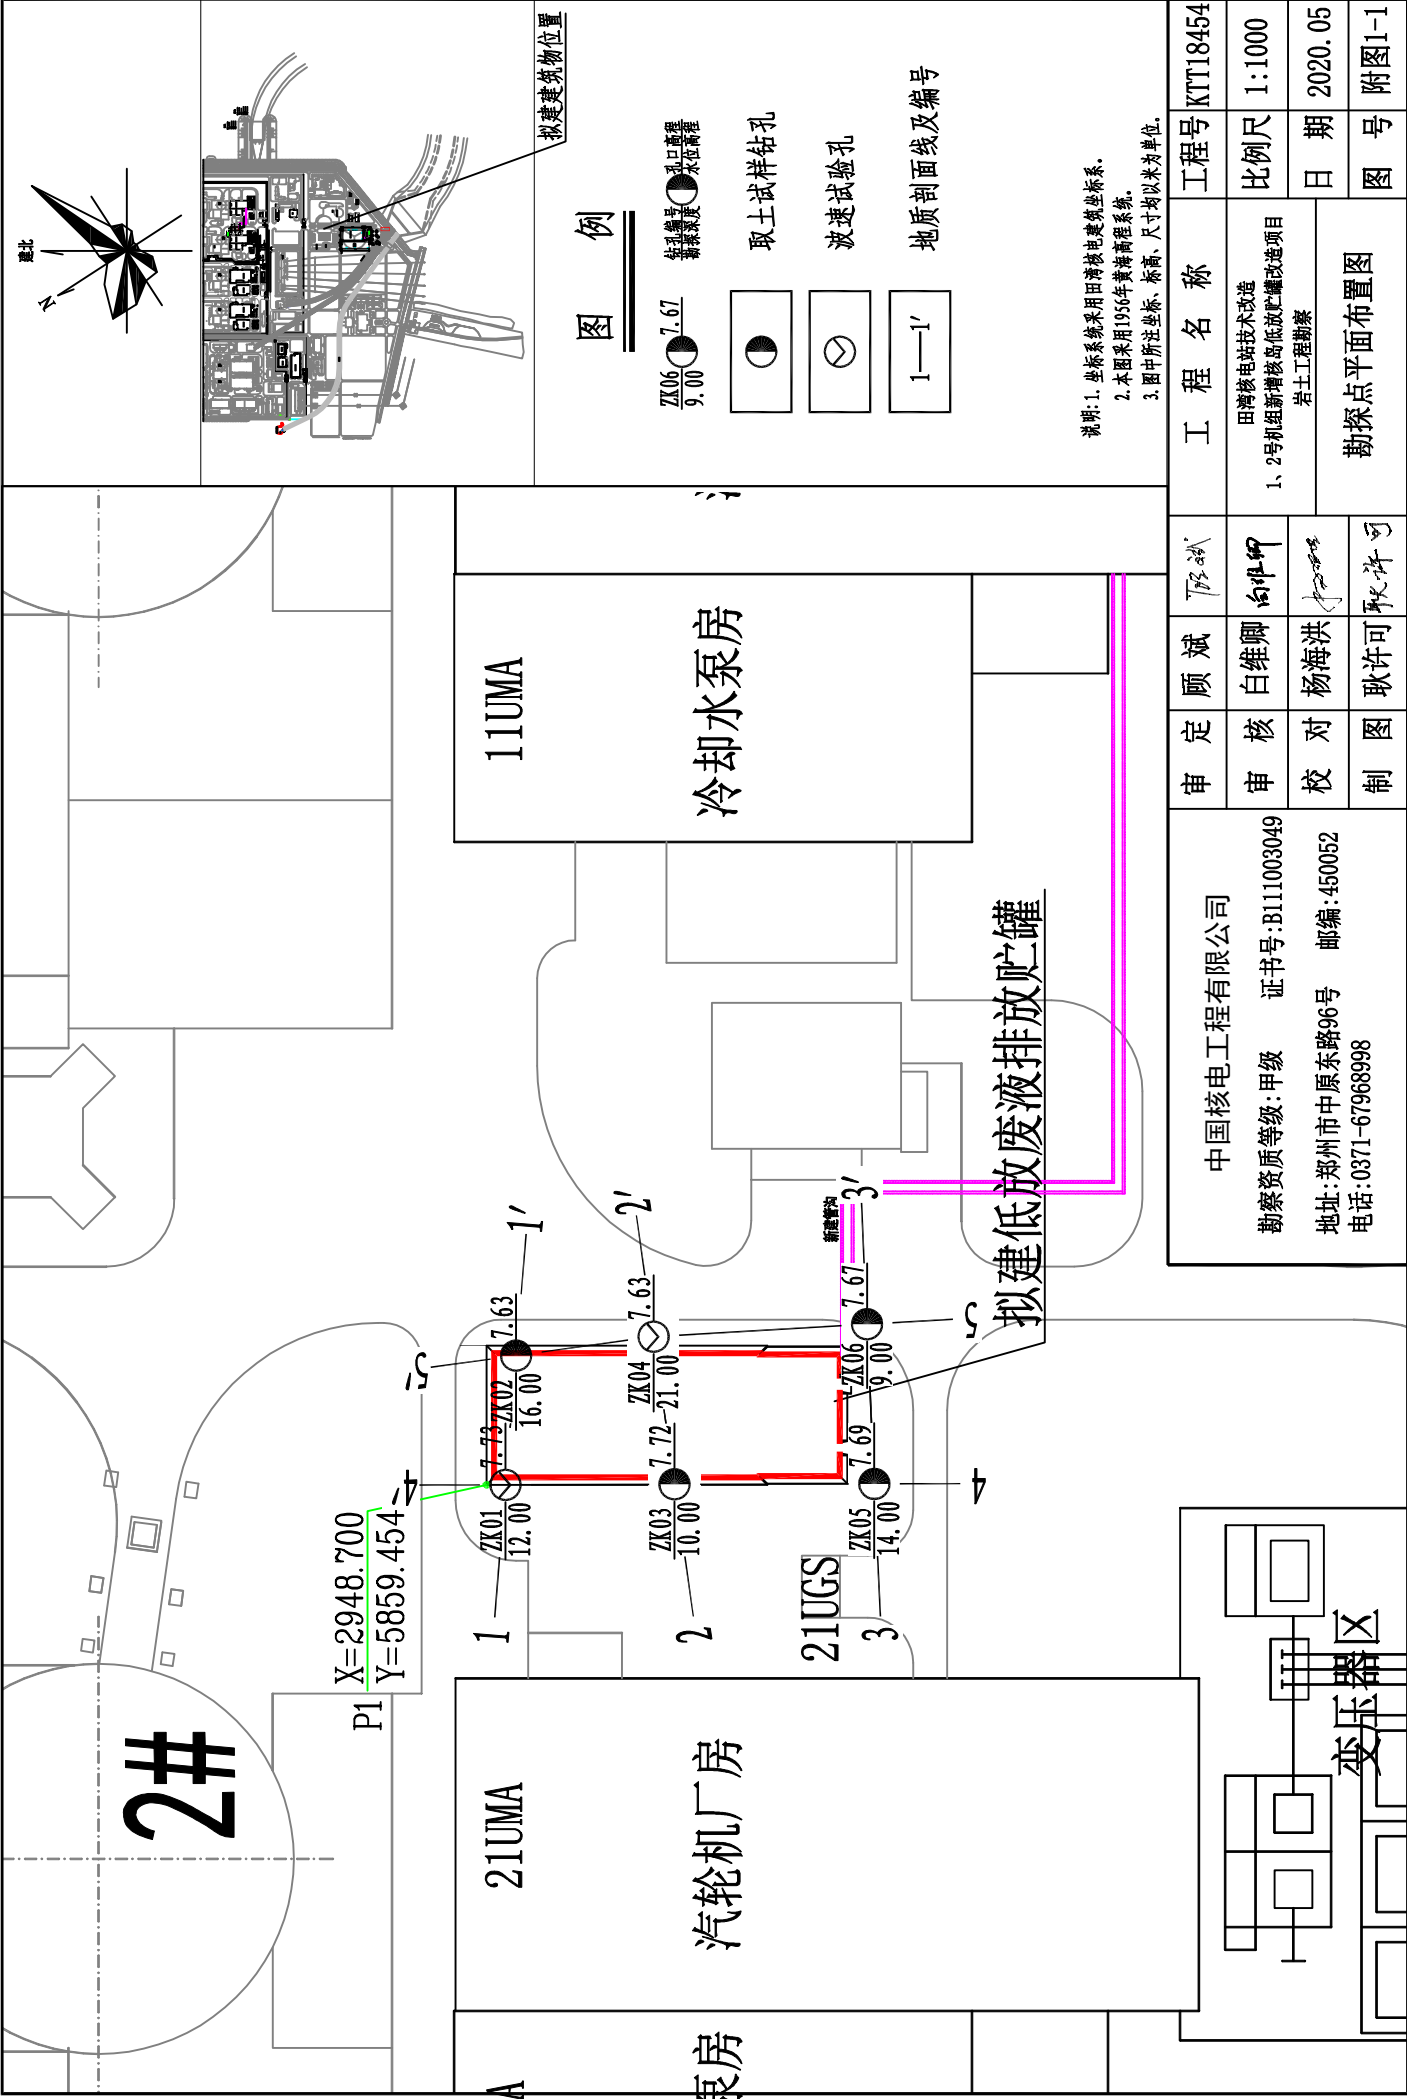 2#
P1
X=2948.700
Y=5859.454
21UMA
汽轮机厂房
泵房
变压器区
21UGS
11UMA
冷却水泵房
拟建低放废液排放贮罐
新建管沟
1
1'
2
2'
3
3'
4
4'
5
5'
ZK01 7.73
12.00
ZK02 7.63
16.00
ZK03 7.72
10.00
ZK04 7.63
21.00
ZK05 7.69
14.00
ZK06 7.67
9.00
建北
N
拟建建筑物位置
图 例
ZK06 7.67
9.00
钻孔编号 孔口高程
勘探深度 水位高程
取土试样钻孔
波速试验孔
1——1'
地质剖面线及编号
说明:1. 坐标系统采用田湾核电建筑坐标系。
2. 本图采用1956年黄海高程系统。
3. 图中所注坐标、标高、尺寸均以米为单位。
中国核电工程有限公司
勘察资质等级:甲级 证书号:B111003049
地址:郑州市中原东路96号 邮编:450052
电话:0371-67968998
审 定 顾 斌
审 核 白维卿
校 对 杨海洪
制 图 耿许可
工 程 名 称
田湾核电站技术改造
1、2号机组新增核岛低放贮罐改造项目
岩土工程勘察
勘探点平面布置图
工程号 KTT18454
比例尺 1:1000
日 期 2020.05
图 号 附图1-1